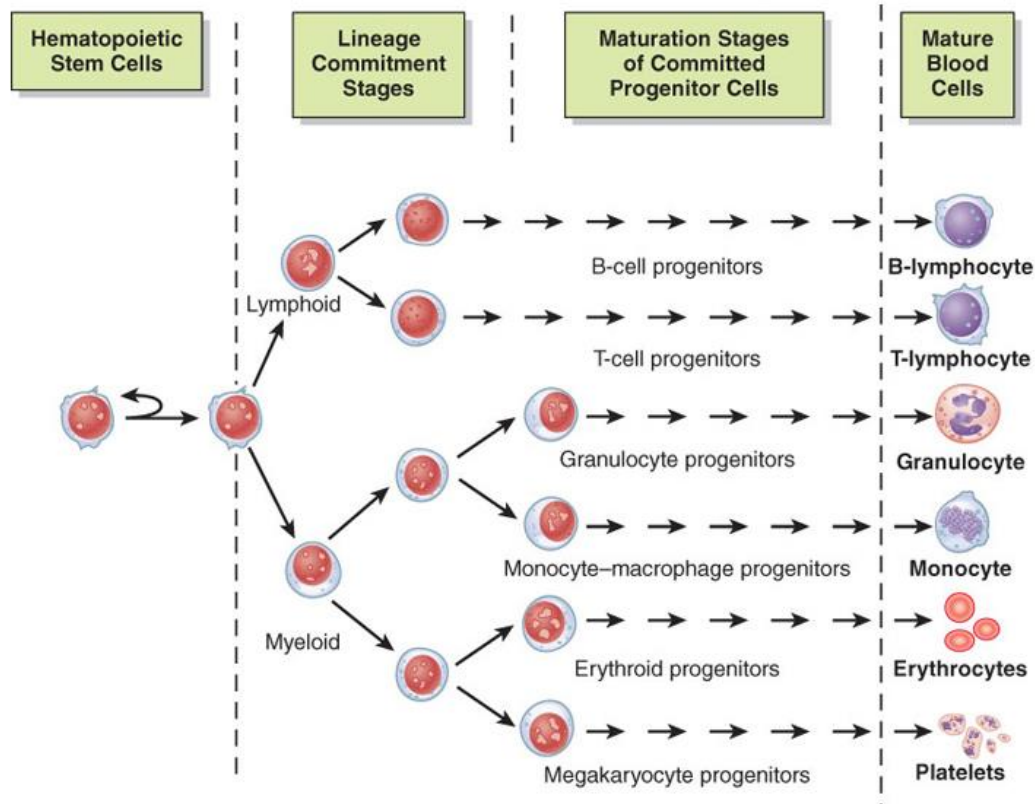 Hematopoietic
Stem Cells
Lineage
Commitment
Stages
Maturation Stages
of Committed
Progenitor Cells
Mature
Blood
Cells
B-cell progenitors
B-lymphocyte
Lymphoid
T-cell progenitors
T-lymphocyte
Granulocyte progenitors
Granulocyte
Monocyte–macrophage progenitors
Monocyte
Myeloid
Erythroid progenitors
Erythrocytes
Megakaryocyte progenitors
Platelets